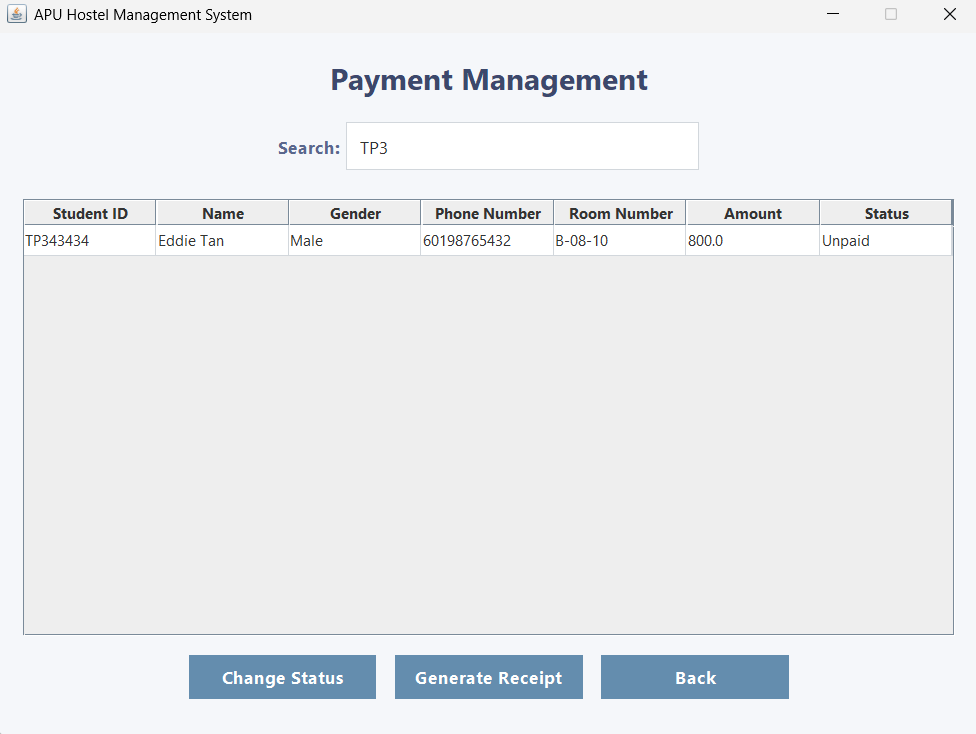 APU Hostel Management System
Payment Management
Search: TP3
Student ID Name Gender Phone Number Room Number Amount Status
TP343434 Eddie Tan Male 60198765432 B-08-10 800.0 Unpaid
Change Status Generate Receipt Back